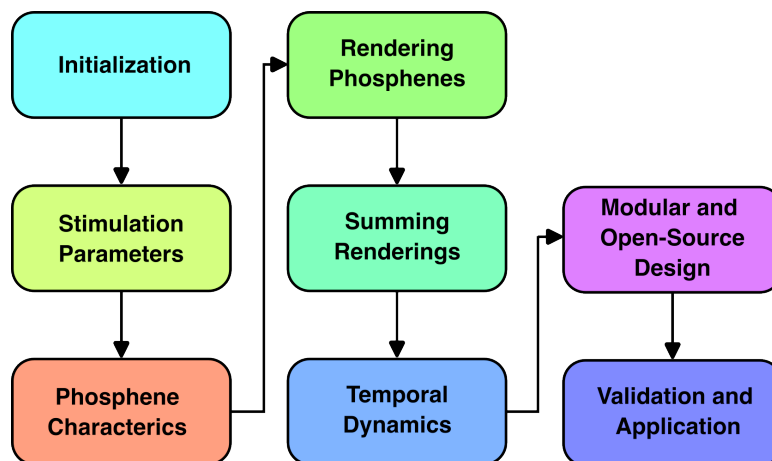 Initialization
Stimulation
Parameters
Phosphene
Characterics
Rendering
Phosphenes
Summing
Renderings
Temporal
Dynamics
Modular and
Open-Source
Design
Validation and
Application